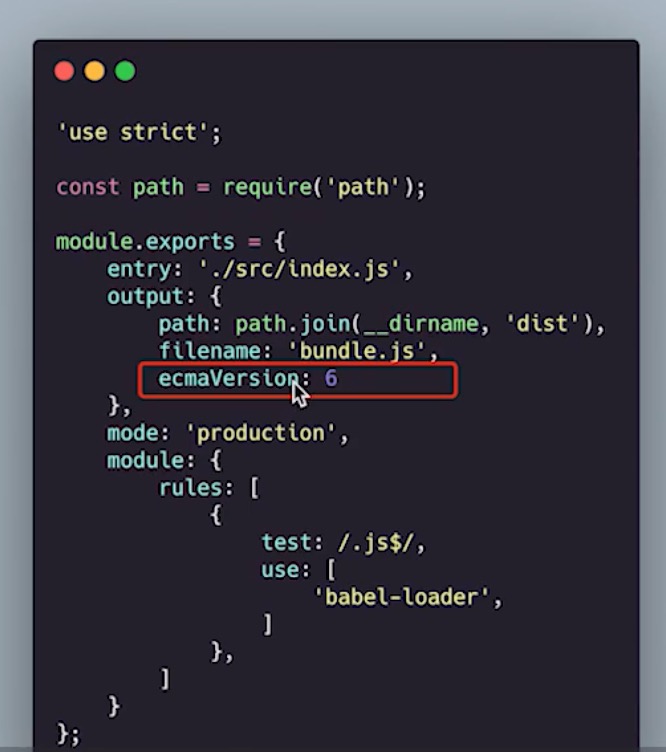 'use strict';
const path = require('path');
module.exports = {
    entry: './src/index.js',
    output: {
        path: path.join(__dirname, 'dist'),
        filename: 'bundle.js',
        ecmaVersion: 6
    },
    mode: 'production',
    module: {
        rules: [
            {
                test: /.js$/,
                use: [
                    'babel-loader',
                ]
            },
        ]
    }
};